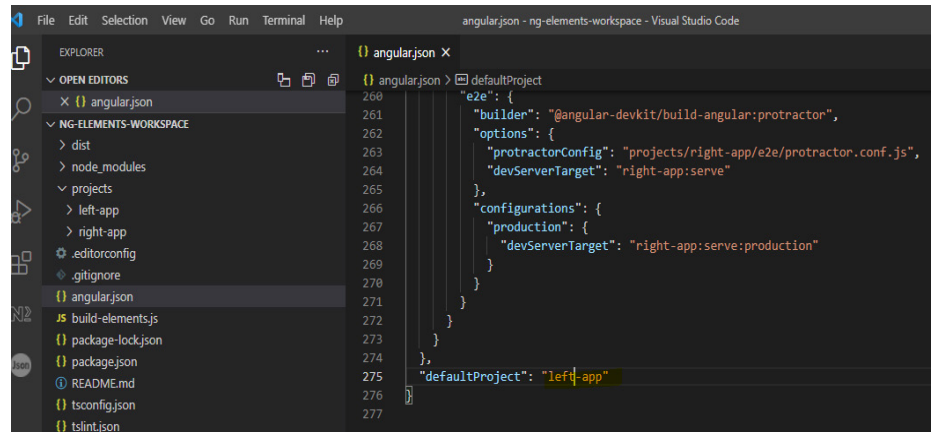 File Edit Selection View Go Run Terminal Help angular.json - ng-elements-workspace - Visual Studio Code
EXPLORER ...
OPEN EDITORS
{} angular.json
NG-ELEMENTS-WORKSPACE
dist
node_modules
projects
left-app
right-app
.editorconfig
.gitignore
{} angular.json
JS build-elements.js
{} package-lock.json
{} package.json
README.md
{} tsconfig.json
{} tslint.json
N2
Json
{} angular.json
{} angular.json > abc defaultProject
260 "e2e": {
261 "builder": "@angular-devkit/build-angular:protractor",
262 "options": {
263 "protractorConfig": "projects/right-app/e2e/protractor.conf.js",
264 "devServerTarget": "right-app:serve"
265 },
266 "configurations": {
267 "production": {
268 "devServerTarget": "right-app:serve:production"
269 }
270 }
271 }
272 }
273 }
274 },
275 "defaultProject": "left-app"
276 }
277